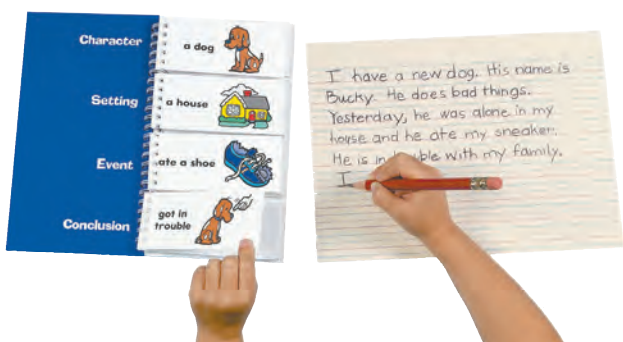 Character
a dog
Setting
a house
Event
ate a shoe
Conclusion
got in
trouble
I have a new dog. His name is
Bucky. He does bad things.
Yesterday, he was alone in my
house and he ate my sneaker.
He is in trouble with my family.
I